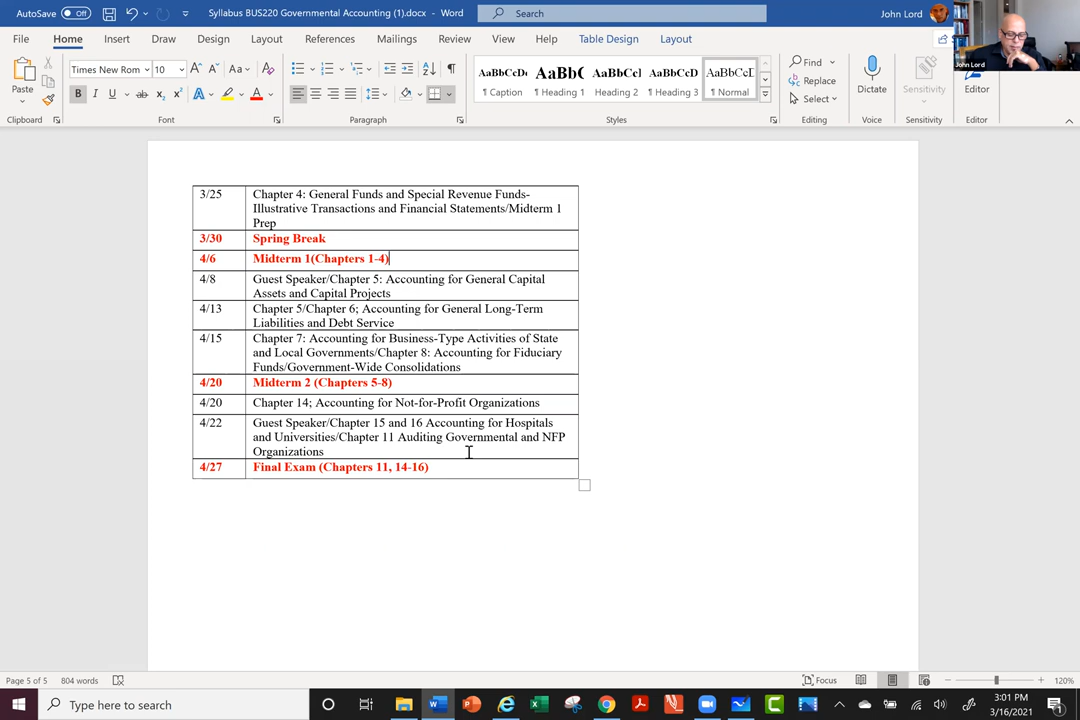 AutoSave Off Syllabus BUS220 Governmental Accounting (1).docx - Word Search John Lord
File Home Insert Draw Design Layout References Mailings Review View Help Table Design Layout
Paste Times New Rom 10 Aa
B I U ab x₂ x² A A
AaBbCcDc AaBbC AaBbCcI AaBbCcD AaBbCcD
¶ Caption Heading 1 Heading 2 ¶ Heading 3 ¶ Normal
Find Replace Select
Dictate Sensitivity Editor
John Lord
Clipboard Font Paragraph Styles Editing Voice Sensitivity Editor
3/25 Chapter 4: General Funds and Special Revenue Funds-
Illustrative Transactions and Financial Statements/Midterm 1
Prep
3/30 Spring Break
4/6 Midterm 1(Chapters 1-4)
4/8 Guest Speaker/Chapter 5: Accounting for General Capital
Assets and Capital Projects
4/13 Chapter 5/Chapter 6; Accounting for General Long-Term
Liabilities and Debt Service
4/15 Chapter 7: Accounting for Business-Type Activities of State
and Local Governments/Chapter 8: Accounting for Fiduciary
Funds/Government-Wide Consolidations
4/20 Midterm 2 (Chapters 5-8)
4/20 Chapter 14; Accounting for Not-for-Profit Organizations
4/22 Guest Speaker/Chapter 15 and 16 Accounting for Hospitals
and Universities/Chapter 11 Auditing Governmental and NFP
Organizations
4/27 Final Exam (Chapters 11, 14-16)
Page 5 of 5 804 words Focus 120%
Type here to search
3:01 PM
3/16/2021